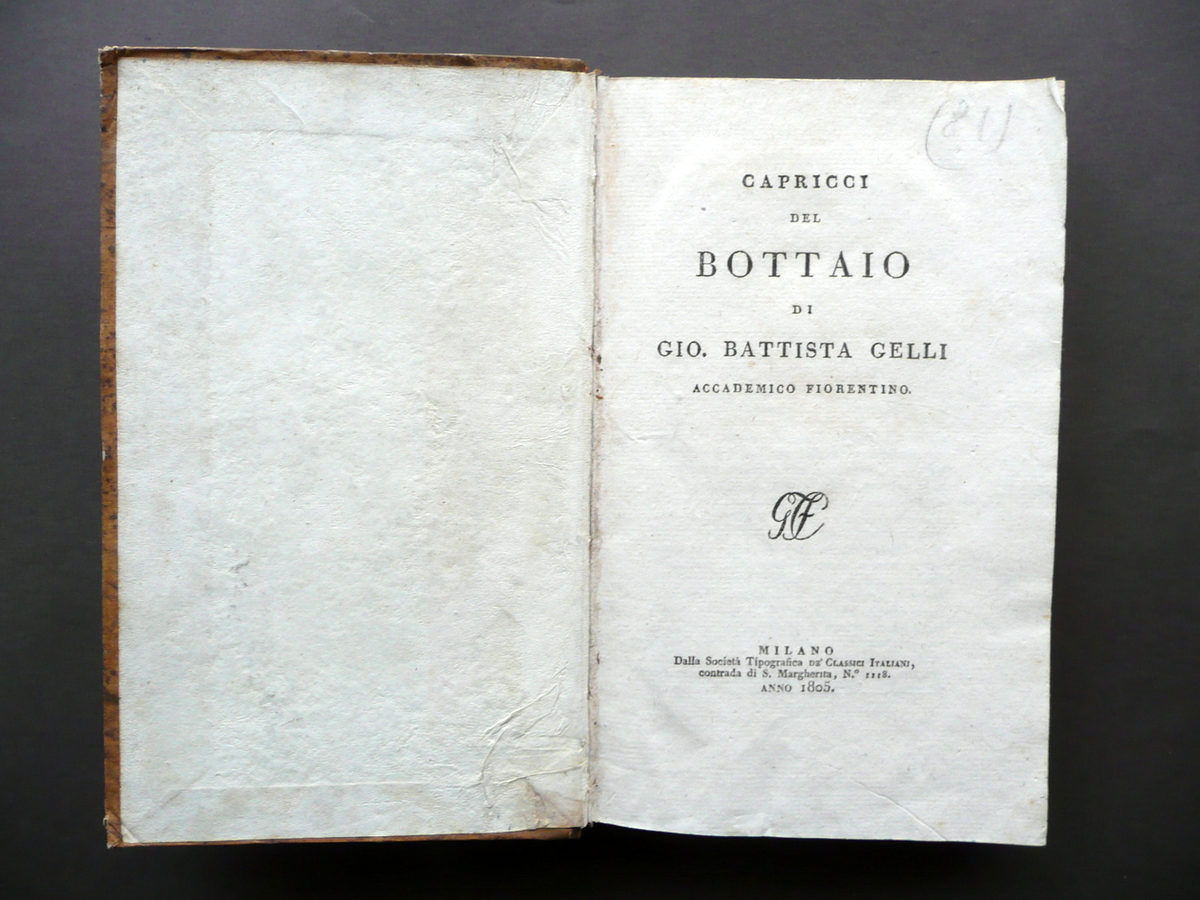 (81)
CAPRICCI
DEL
BOTTAIO
DI
GIO. BATTISTA GELLI
ACCADEMICO FIORENTINO.
MILANO
Dalla Società Tipografica DE' CLASSICI ITALIANI,
contrada di S. Margherita, N.º 1118.
ANNO 1805.